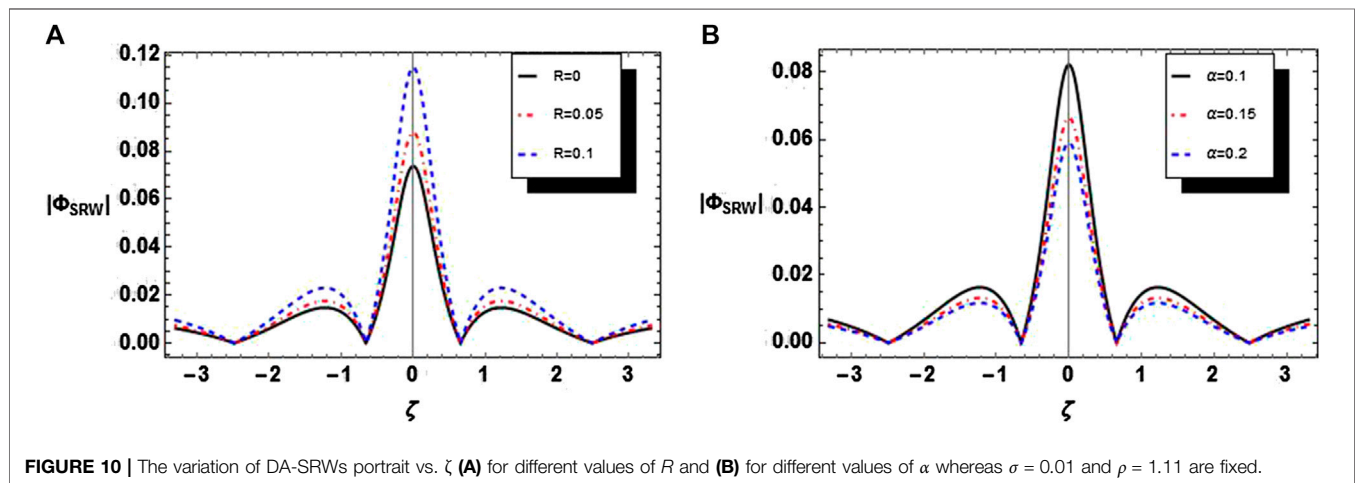 A
0.12
0.10
0.08
|ΦSRW|
0.06
0.04
0.02
0.00
−3 −2 −1 0 1 2 3
ζ
R=0
R=0.05
R=0.1
B
0.08
0.06
|ΦSRW|
0.04
0.02
0.00
−3 −2 −1 0 1 2 3
ζ
α=0.1
α=0.15
α=0.2
FIGURE 10 | The variation of DA-SRWs portrait vs. ζ (A) for different values of R and (B) for different values of α whereas σ = 0.01 and ρ = 1.11 are fixed.